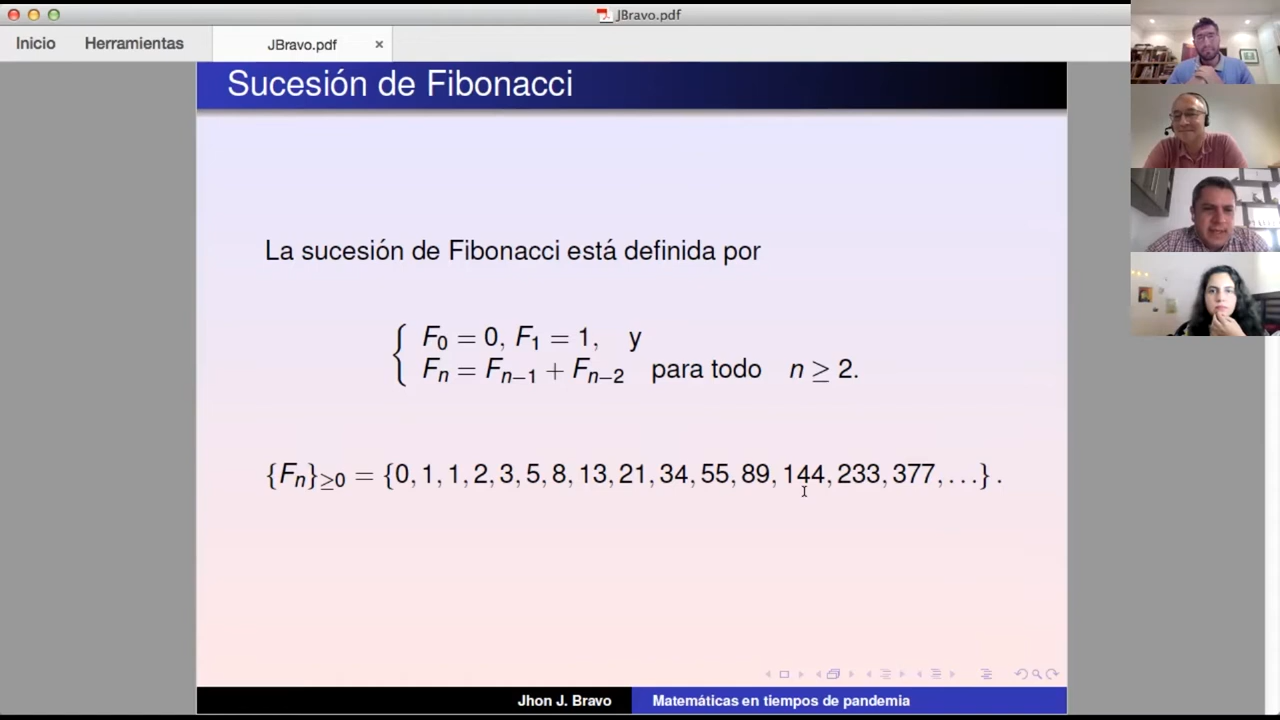 JBravo.pdf
Inicio Herramientas JBravo.pdf ×
Sucesión de Fibonacci
La sucesión de Fibonacci está definida por
F₀ = 0, F₁ = 1, y
Fₙ = Fₙ₋₁ + Fₙ₋₂ para todo n ≥ 2.
{Fₙ}≥₀ = {0, 1, 1, 2, 3, 5, 8, 13, 21, 34, 55, 89, 144, 233, 377, …} .
Jhon J. Bravo Matemáticas en tiempos de pandemia